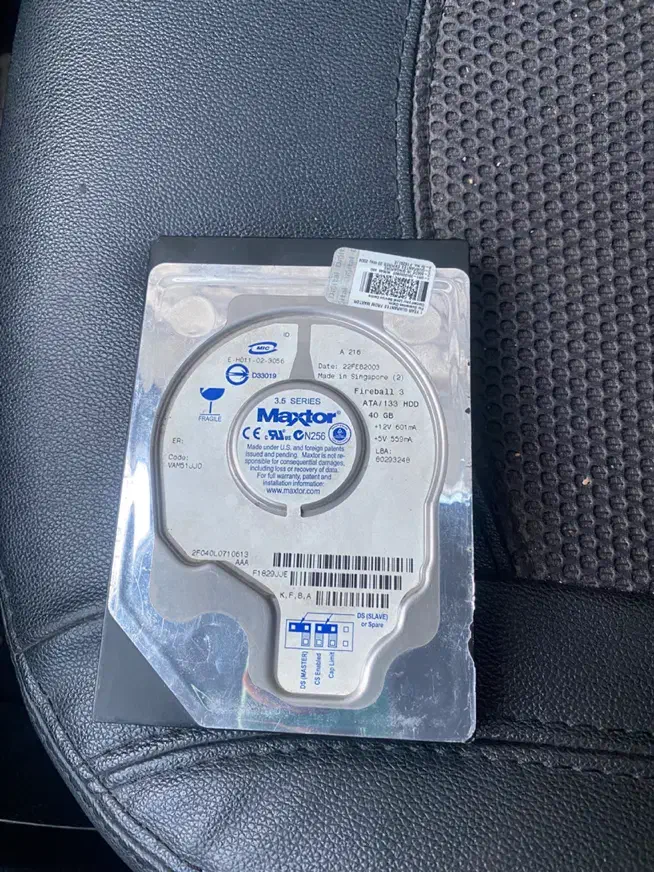 ID
MIC
E-H011-02-3056
D33019
FRAGILE
ER:
Code:
VAM51JJ0
A 216
Date: 22FEB2003
Made in Singapore (2)
Fireball 3
ATA/133 HDD
40 GB
+12V 601mA
+5V 559mA
LBA:
80293248
3.5 SERIES
Maxtor
CE US N256
Made under U.S. and foreign patents
issued and pending. Maxtor is not re-
sponsible for consequential damages,
including loss or recovery of data.
For full warranty, patent and
installation information:
www.maxtor.com
2F040L0710613
AAA
F1829JJE
K,F,B,A
DS (SLAVE)
or Spare
DS (MASTER)
CS Enabled
Cap Limit